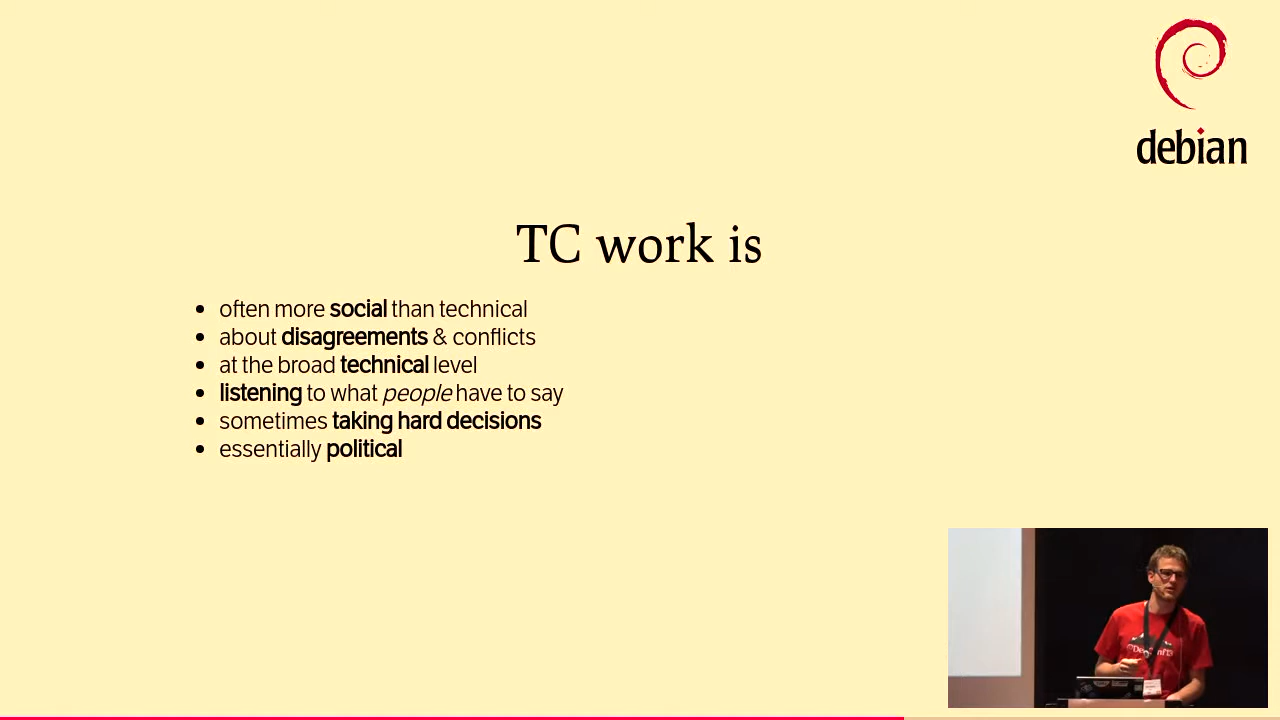 debian
TC work is
often more social than technical
about disagreements & conflicts
at the broad technical level
listening to what people have to say
sometimes taking hard decisions
essentially political